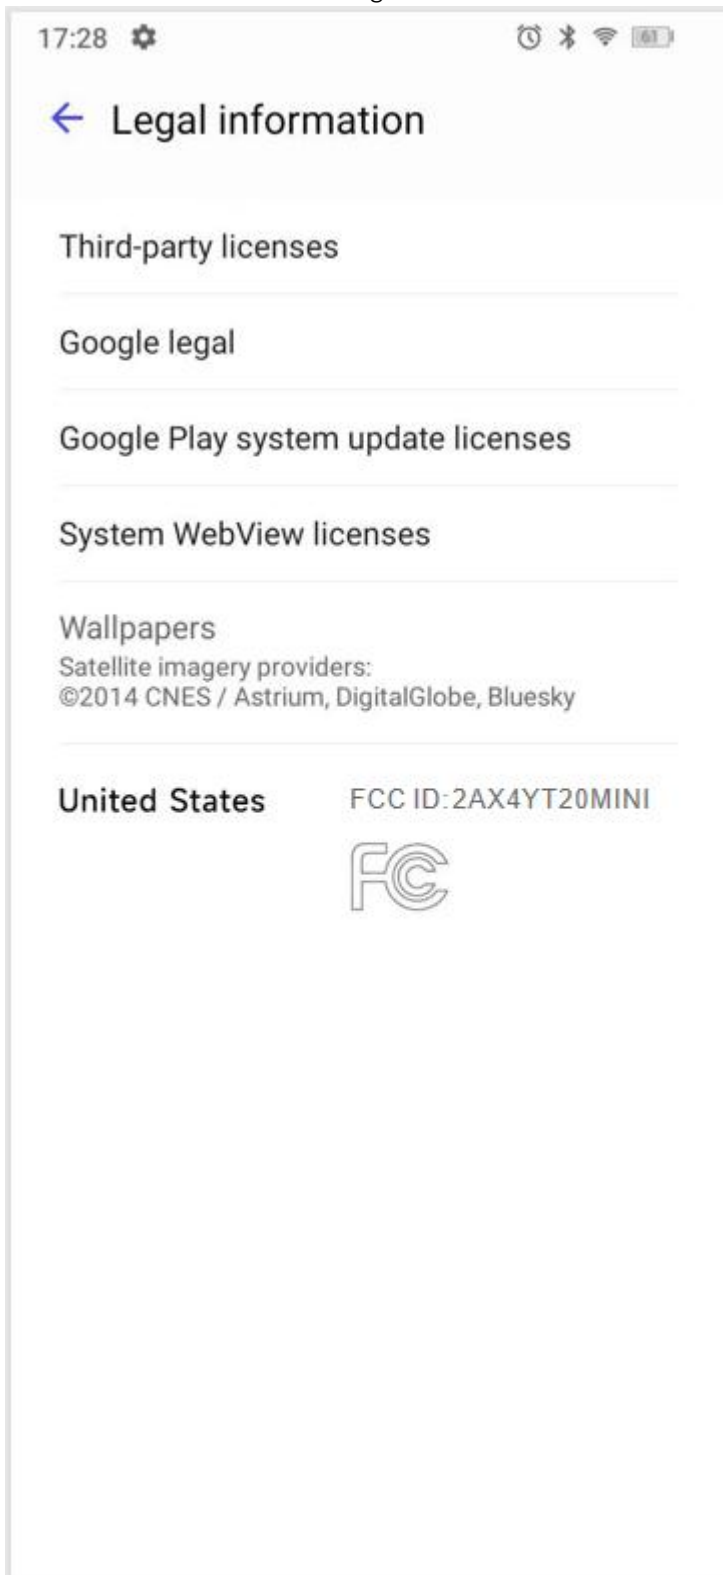 17:28
61
Legal information
Third-party licenses
Google legal
Google Play system update licenses
System WebView licenses
Wallpapers
Satellite imagery providers:
©2014 CNES / Astrium, DigitalGlobe, Bluesky
United States FCC ID:2AX4YT20MINI
FC